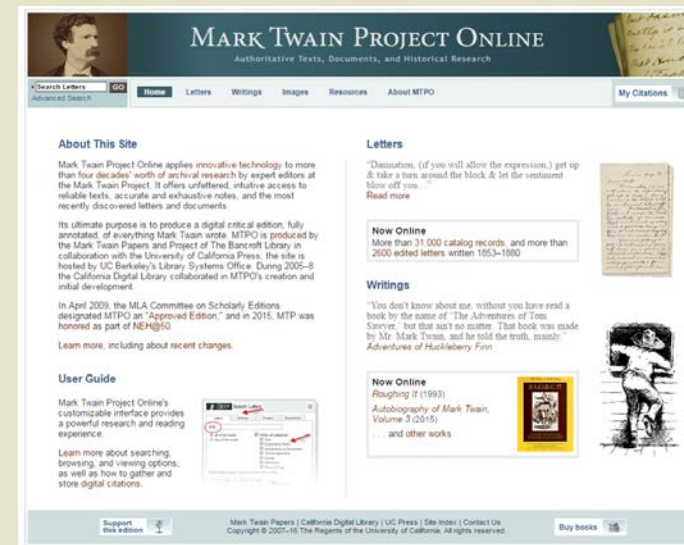 MARK TWAIN PROJECT ONLINE
Authoritative Texts, Documents, and Historical Research
Search Letters
GO
Advanced Search
Home
Letters
Writings
Images
Resources
About MTPO
My Citations
About This Site
Mark Twain Project Online applies innovative technology to more
than four decades' worth of archival research by expert editors at
the Mark Twain Project. It offers unfettered, intuitive access to
reliable texts, accurate and exhaustive notes, and the most
recently discovered letters and documents.
Its ultimate purpose is to produce a digital critical edition, fully
annotated, of everything Mark Twain wrote. MTPO is produced by
the Mark Twain Papers and Project of The Bancroft Library in
collaboration with the University of California Press; the site is
hosted by UC Berkeley's Library Systems Office. During 2005–8
the California Digital Library collaborated in MTPO's creation and
initial development.
In April 2009, the MLA Committee on Scholarly Editions
designated MTPO an "Approved Edition," and in 2015, MTP was
honored as part of NEH@50.
Learn more, including about recent changes.
User Guide
Mark Twain Project Online's
customizable interface provides
a powerful research and reading
experience.
Learn more about searching,
browsing, and viewing options,
as well as how to gather and
store digital citations.
Letters
"Damnation, (if you will allow the expression,) get up
& take a turn around the block & let the sentiment
blow off you..."
Read more
Now Online
More than 31,000 catalog records, and more than
2600 edited letters written 1853–1880
Writings
"You don't know about me, without you have read a
book by the name of 'The Adventures of Tom
Sawyer,' but that ain't no matter. That book was made
by Mr. Mark Twain, and he told the truth, mainly."
Adventures of Huckleberry Finn
Now Online
Roughing It (1993)
Autobiography of Mark Twain,
Volume 3 (2015)
. . . and other works
Support
this edition
Mark Twain Papers | California Digital Library | UC Press | Site Index | Contact Us
Copyright © 2007–16 The Regents of the University of California. All rights reserved.
Buy books